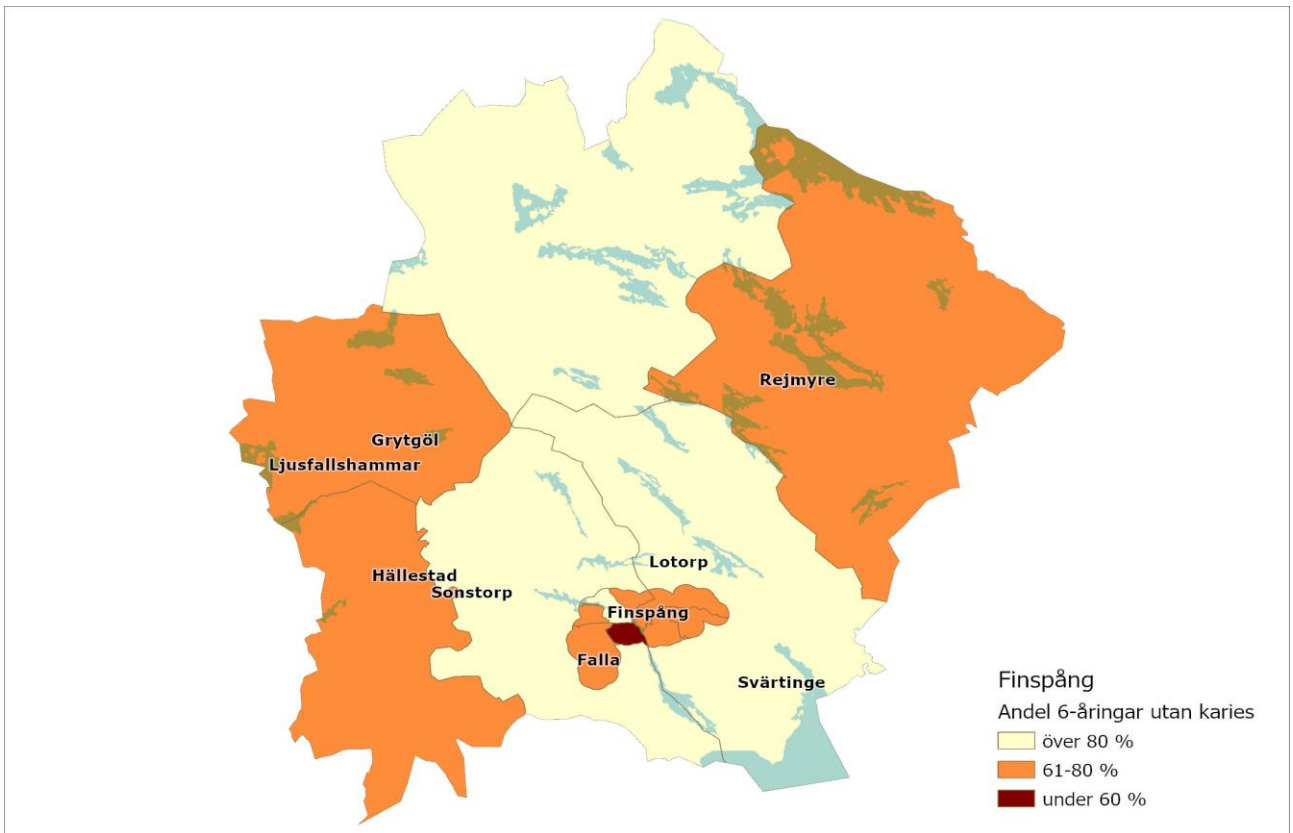 Rejmyre
Grytgöl
Ljusfallshammar
Lotorp
Hällestad
Sonstorp
Finspång
Falla
Svärtinge
Finspång
Andel 6-åringar utan karies
över 80 %
61-80 %
under 60 %